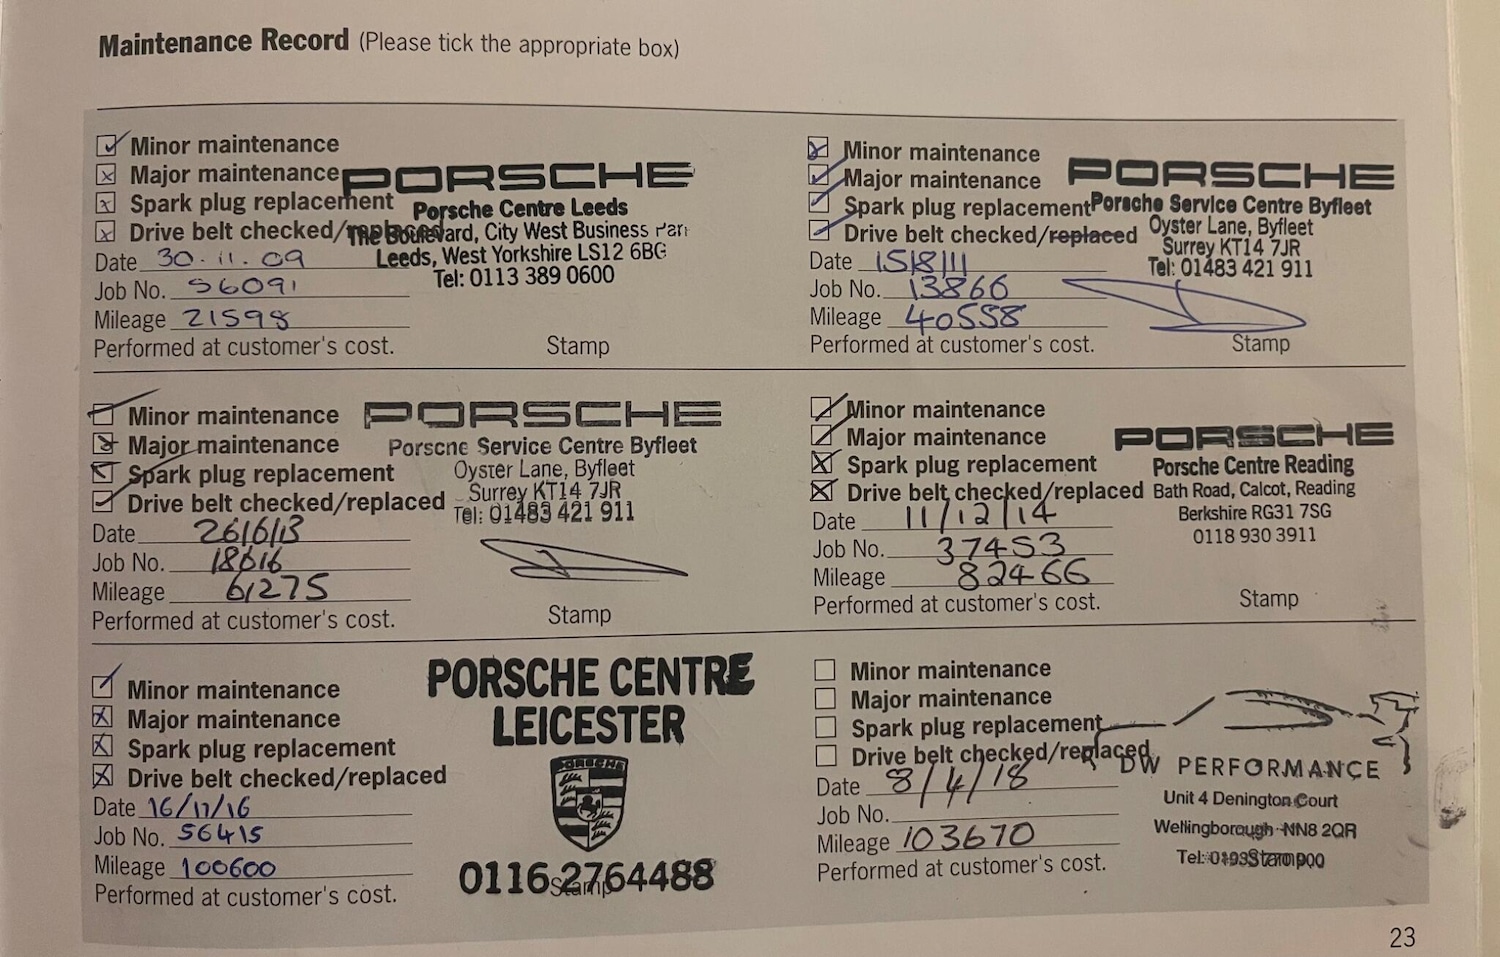 Maintenance Record (Please tick the appropriate box)
Minor maintenance
Major maintenance
Spark plug replacement
Drive belt checked/replaced
Date 30.11.09
Job No. 56091
Mileage 21598
Performed at customer's cost.
PORSCHE
Porsche Centre Leeds
The Boulevard, City West Business Par
Leeds, West Yorkshire LS12 6BG
Tel: 0113 389 0600
Stamp
Minor maintenance
Major maintenance
Spark plug replacement
Drive belt checked/replaced
Date 15/8/11
Job No. 13866
Mileage 40558
Performed at customer's cost.
PORSCHE
Porsche Service Centre Byfleet
Oyster Lane, Byfleet
Surrey KT14 7JR
Tel: 01483 421 911
Stamp
Minor maintenance
Major maintenance
Spark plug replacement
Drive belt checked/replaced
Date 26/6/13
Job No.
Mileage 61275
Performed at customer's cost.
PORSCHE
Porsche Service Centre Byfleet
Oyster Lane, Byfleet
Surrey KT14 7JR
Tel: 01483 421 911
Stamp
Minor maintenance
Major maintenance
Spark plug replacement
Drive belt checked/replaced
Date 11/12/14
Job No. 37453
Mileage 82466
Performed at customer's cost.
PORSCHE
Porsche Centre Reading
Bath Road, Calcot, Reading
Berkshire RG31 7SG
0118 930 3911
Stamp
Minor maintenance
Major maintenance
Spark plug replacement
Drive belt checked/replaced
Date 16/11/16
Job No. 56415
Mileage 100600
Performed at customer's cost.
PORSCHE CENTRE
LEICESTER
PORSCHE
0116 2764488
Stamp
Minor maintenance
Major maintenance
Spark plug replacement
Drive belt checked/replaced
Date 8/4/18
Job No.
Mileage 103670
Performed at customer's cost.
DW PERFORMANCE
Unit 4 Denington Court
Wellingborough NN8 2QR
Tel:
Stamp
23